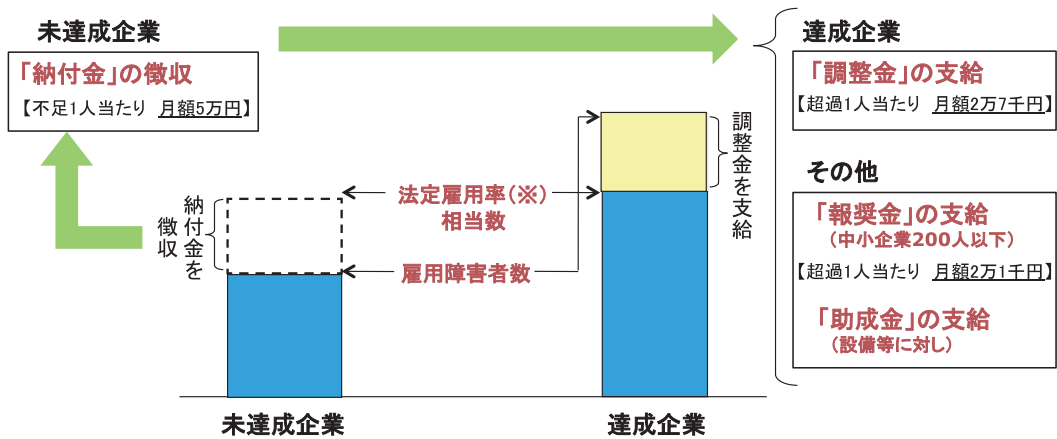 未達成企業
「納付金」の徴収
【不足1人当たり 月額5万円】
達成企業
「調整金」の支給
【超過1人当たり 月額2万7千円】
その他
「報奨金」の支給
(中小企業200人以下)
【超過1人当たり 月額2万1千円】
「助成金」の支給
(設備等に対し)
納付金を
徴収
法定雇用率(※)
相当数
雇用障害者数
調整金を支給
未達成企業
達成企業